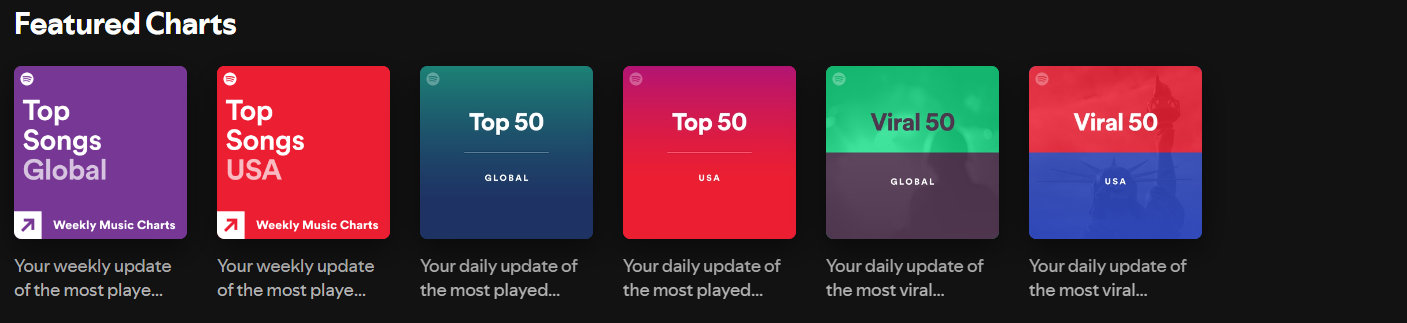 Featured Charts
Top
Songs
Global
Weekly Music Charts
Your weekly update
of the most playe...
Top
Songs
USA
Weekly Music Charts
Your weekly update
of the most playe...
Top 50
GLOBAL
Your daily update of
the most played...
Top 50
USA
Your daily update of
the most played...
Viral 50
GLOBAL
Your daily update of
the most viral...
Viral 50
USA
Your daily update of
the most viral...